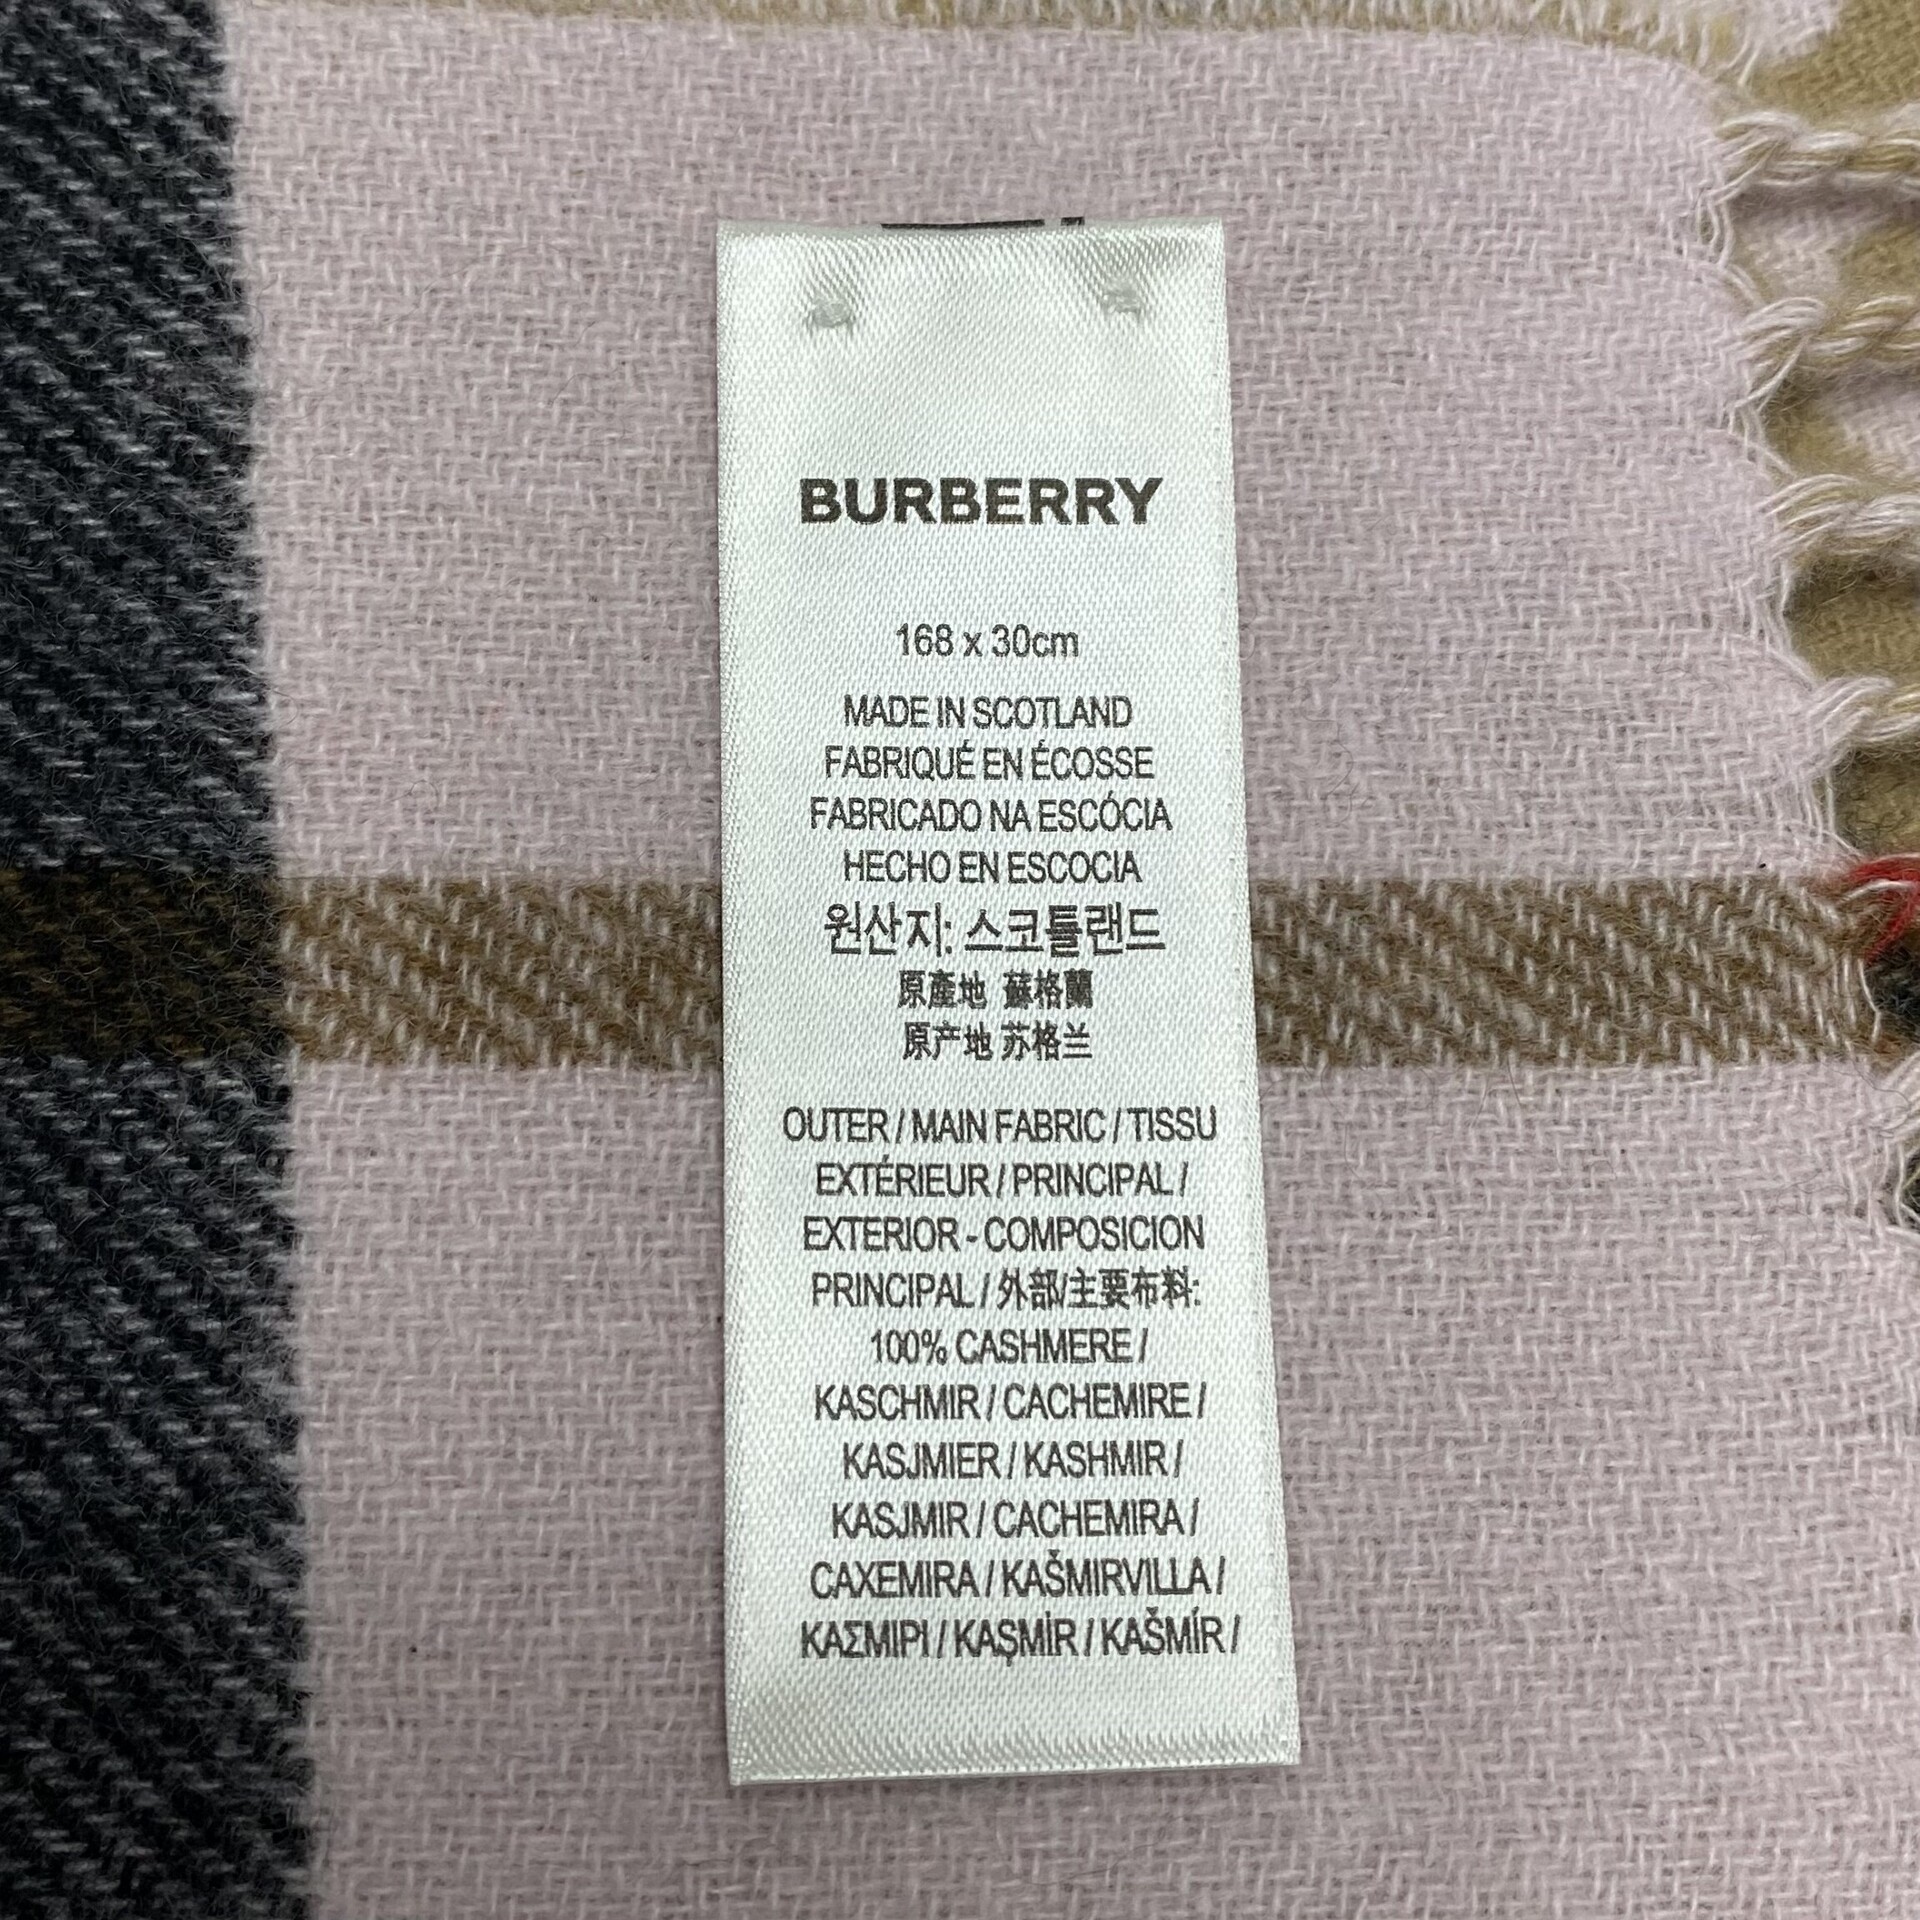 BURBERRY
168 x 30cm
MADE IN SCOTLAND
FABRIQUÉ EN ÉCOSSE
FABRICADO NA ESCÓCIA
HECHO EN ESCOCIA
원산지: 스코틀랜드
原產地 蘇格蘭
原产地 苏格兰
OUTER / MAIN FABRIC / TISSU
EXTÉRIEUR / PRINCIPAL /
EXTERIOR - COMPOSICION
PRINCIPAL / 外部/主要布料:
100% CASHMERE /
KASCHMIR / CACHEMIRE /
KASJMIER / KASHMIR /
KASJMIR / CACHEMIRA /
CAXEMIRA / KAŠMIRVILLA /
ΚΑΣΜΙΡΙ / KAŞMİR / KAŠMÍR /